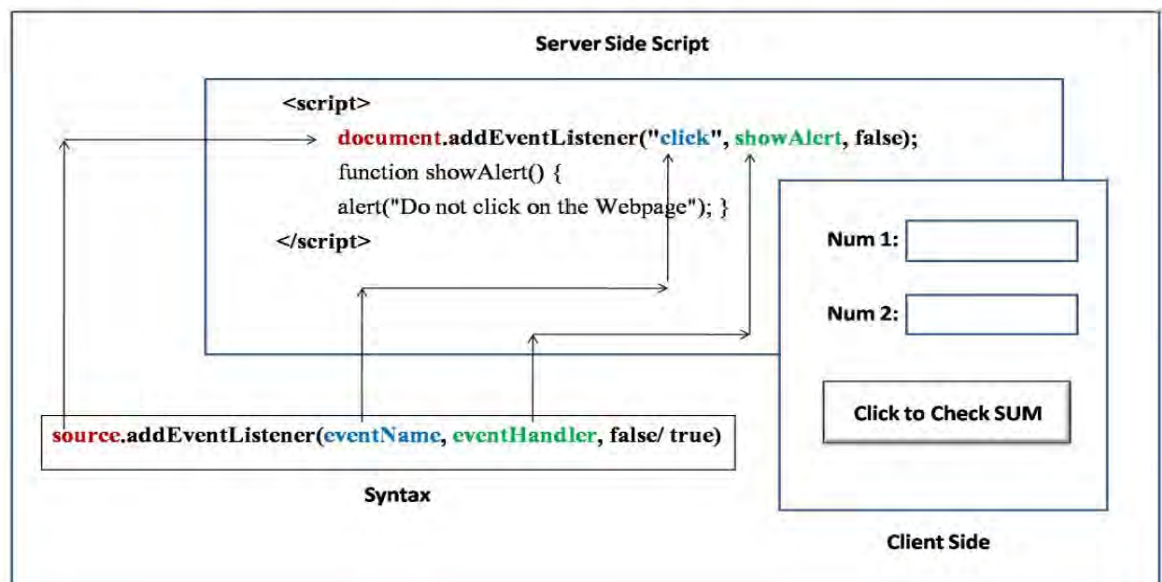 Server Side Script
<script>
document.addEventListener("click", showAlert, false);
function showAlert() {
alert("Do not click on the Webpage"); }
</script>
Num 1:
Num 2:
Click to Check SUM
source.addEventListener(eventName, eventHandler, false/ true)
Syntax
Client Side